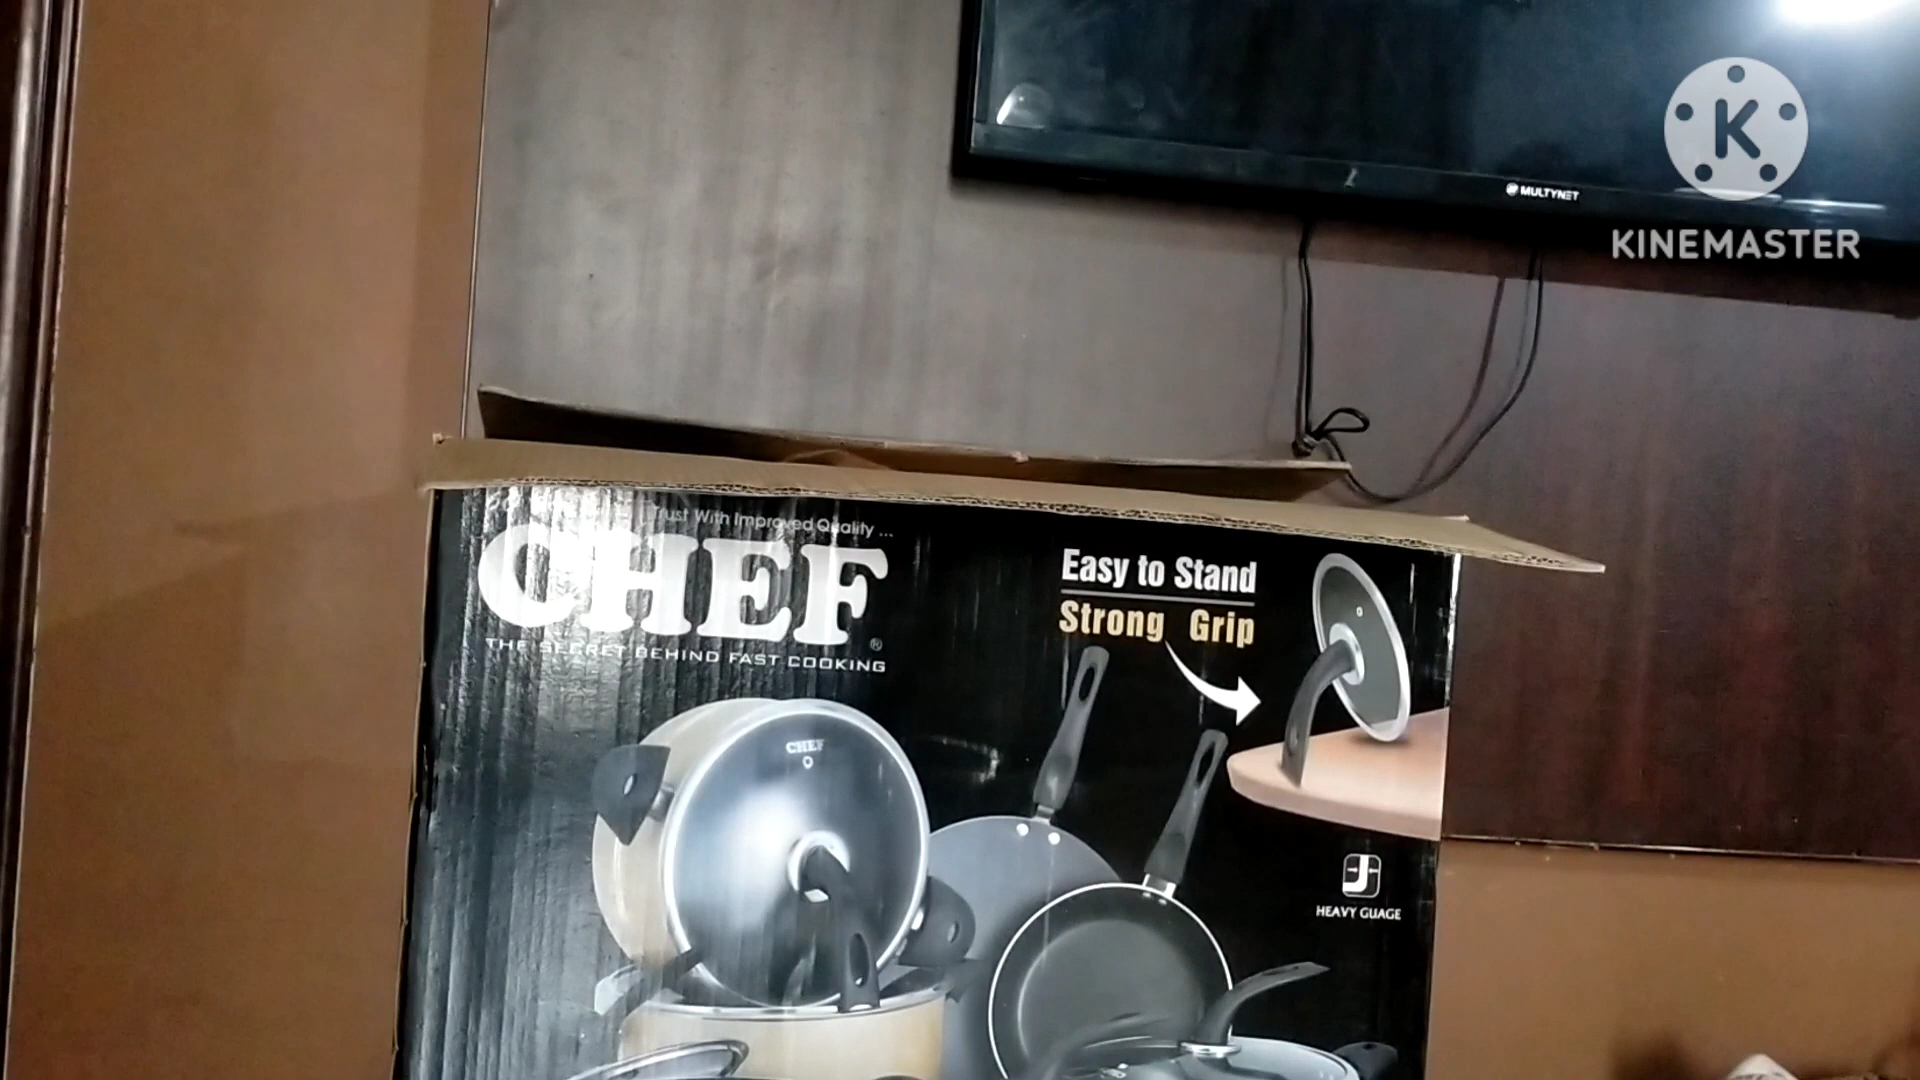 MULTYNET
KINEMASTER
Trust With Improved Quality ...
CHEF®
THE SECRET BEHIND FAST COOKING
Easy to Stand
Strong Grip
CHEF
HEAVY GUAGE